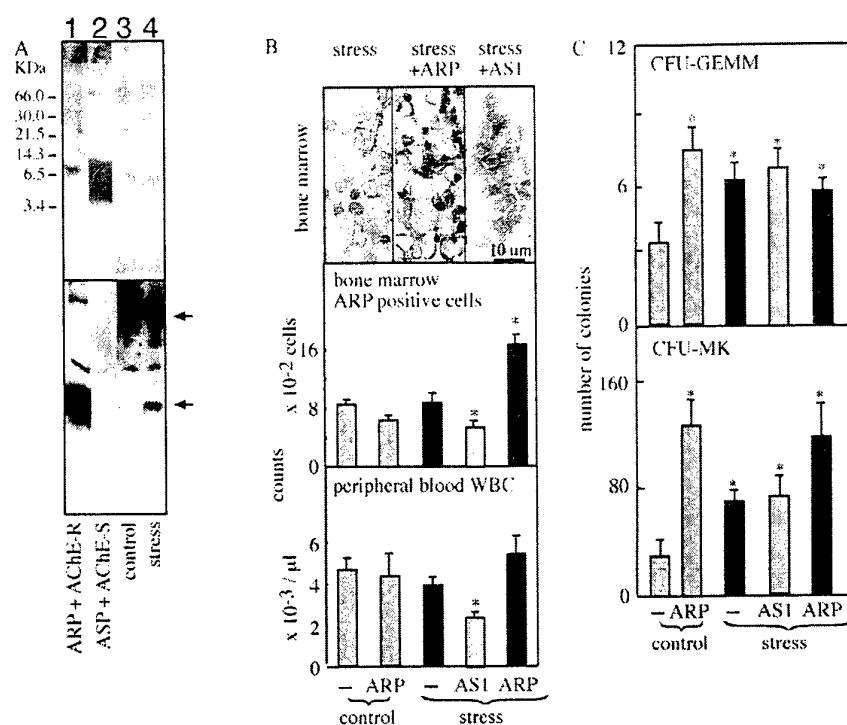 1 2 3 4
A
KDa
66.0 –
30.0 –
21.5 –
14.3 –
6.5 –
3.4 –
ARP + AChE-R
ASP + AChE-S
control
stress
B
stress
stress +ARP
stress +AS1
bone marrow
10 um
bone marrow
ARP positive cells
x 10-2 cells
16
8
0
counts
peripheral blood WBC
x 10-3 / µl
6
4
2
0
– ARP – AS1 ARP
control stress
C
12
CFU-GEMM
6
0
number of colonies
CFU-MK
160
80
0
– ARP – AS1 ARP
control stress
* * * * * * * * * *